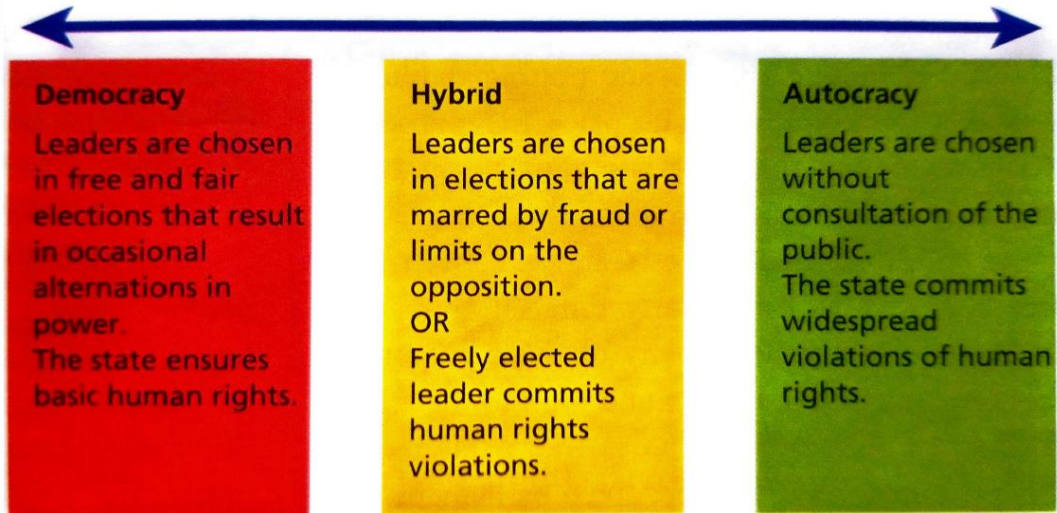 Democracy
Leaders are chosen
in free and fair
elections that result
in occasional
alternations in
power.
The state ensures
basic human rights.
Hybrid
Leaders are chosen
in elections that are
marred by fraud or
limits on the
opposition.
OR
Freely elected
leader commits
human rights
violations.
Autocracy
Leaders are chosen
without
consultation of the
public.
The state commits
widespread
violations of human
rights.